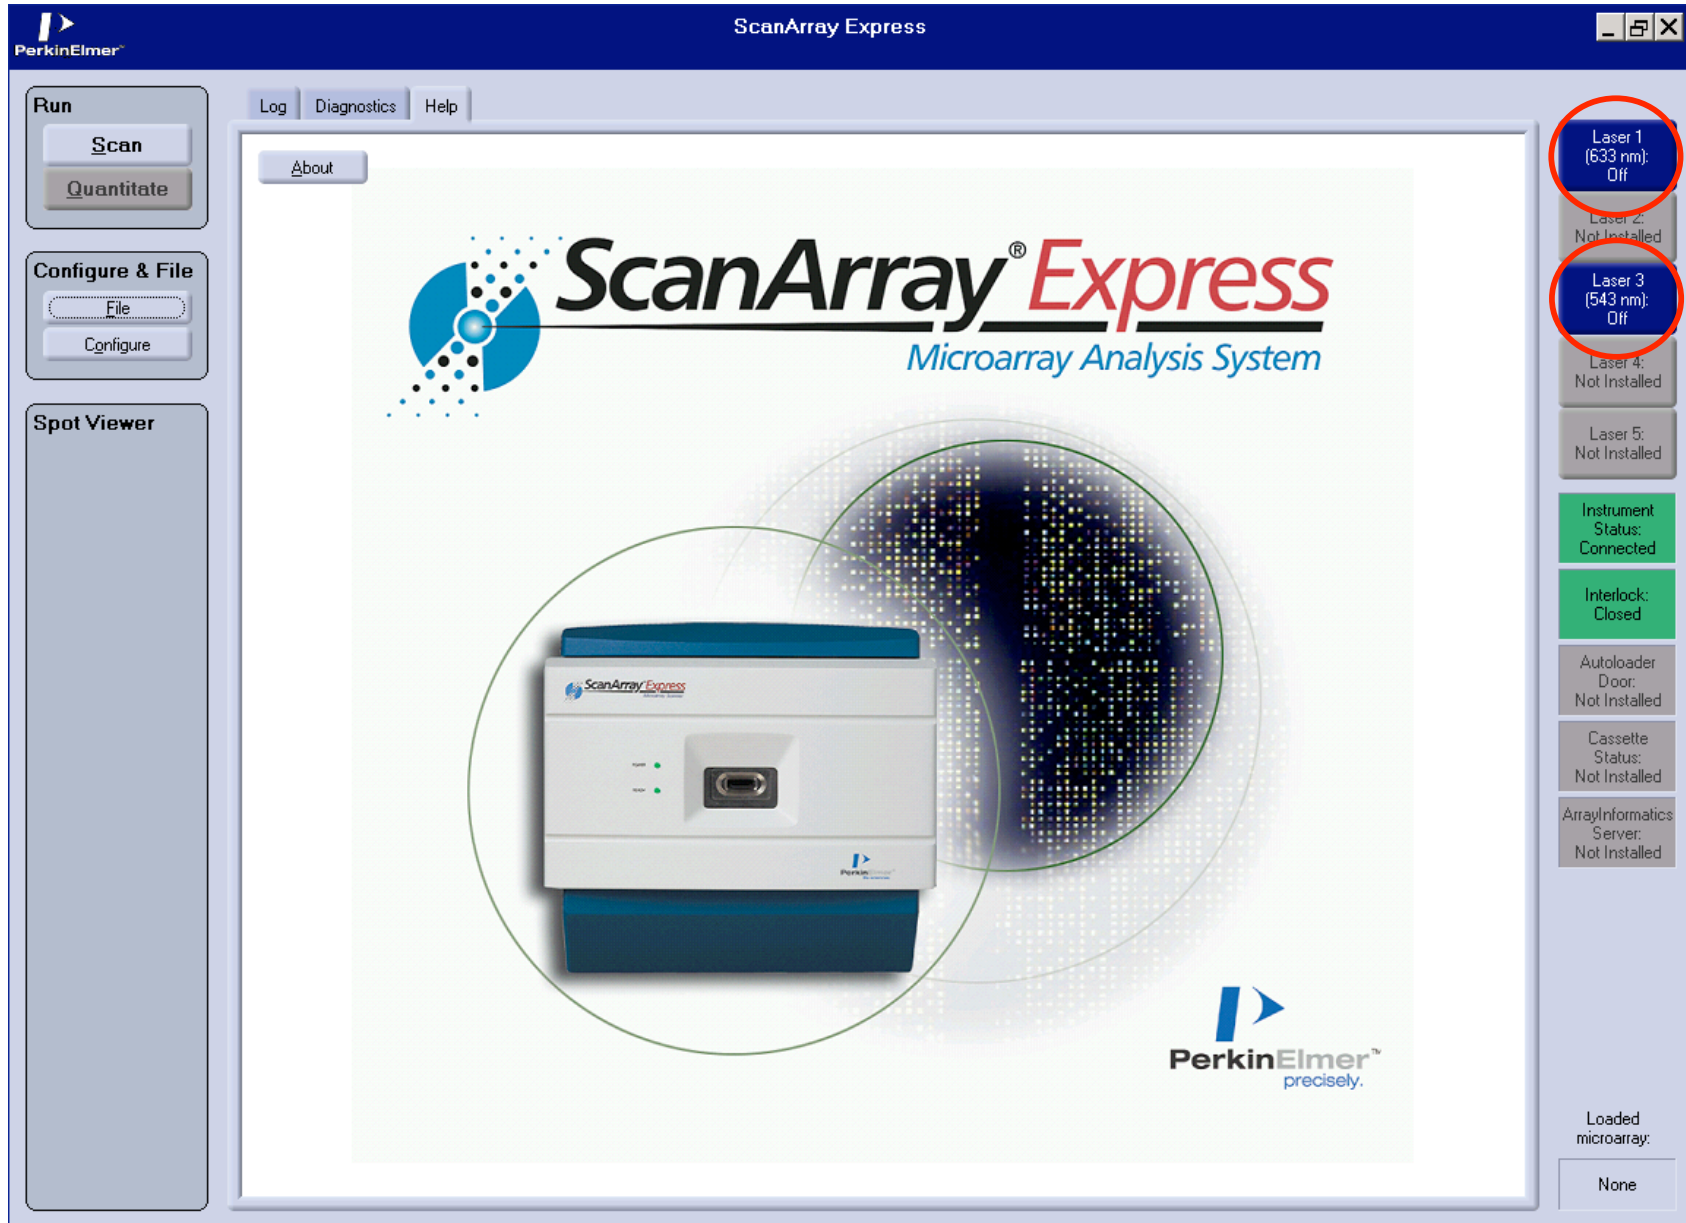 PerkinElmer™
ScanArray Express
Run
Scan
Quantitate
Configure & File
File
Configure
Spot Viewer
Log
Diagnostics
Help
About
ScanArray® Express
Microarray Analysis System
ScanArray Express
PerkinElmer
PerkinElmer™
precisely.
Laser 1
(633 nm):
Off
Laser 2:
Not Installed
Laser 3
(543 nm):
Off
Laser 4:
Not Installed
Laser 5:
Not Installed
Instrument
Status:
Connected
Interlock:
Closed
Autoloader
Door:
Not Installed
Cassette
Status:
Not Installed
ArrayInformatics
Server:
Not Installed
Loaded
microarray:
None